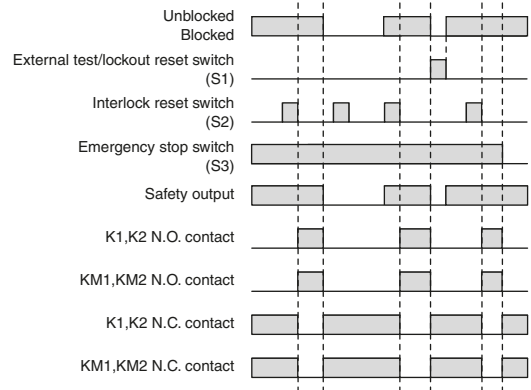 Unblocked
Blocked
External test/lockout reset switch
(S1)
Interlock reset switch
(S2)
Emergency stop switch
(S3)
Safety output
K1,K2 N.O. contact
KM1,KM2 N.O. contact
K1,K2 N.C. contact
KM1,KM2 N.C. contact